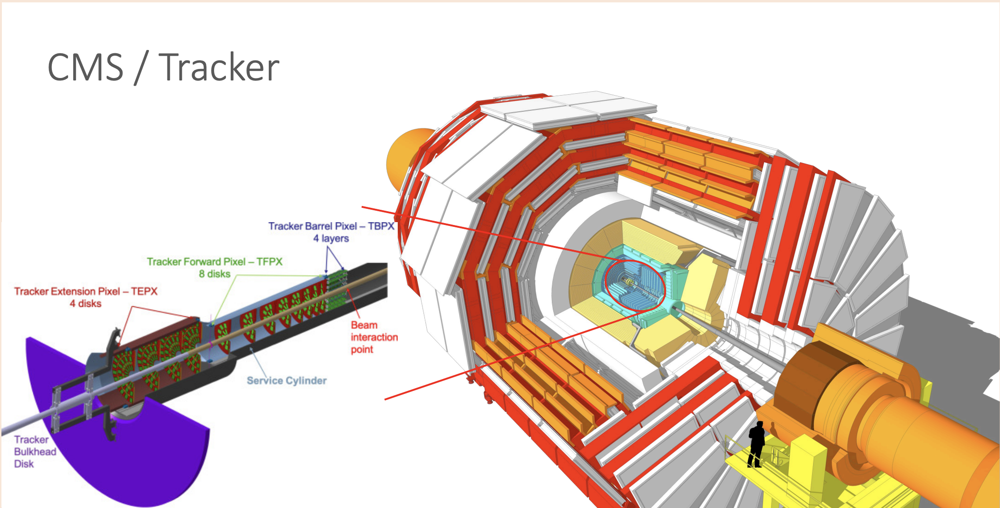 CMS / Tracker
Tracker Barrel Pixel – TBPX
4 layers
Tracker Forward Pixel – TFPX
8 disks
Tracker Extension Pixel – TEPX
4 disks
Beam
interaction
point
Service Cylinder
Tracker
Bulkhead
Disk